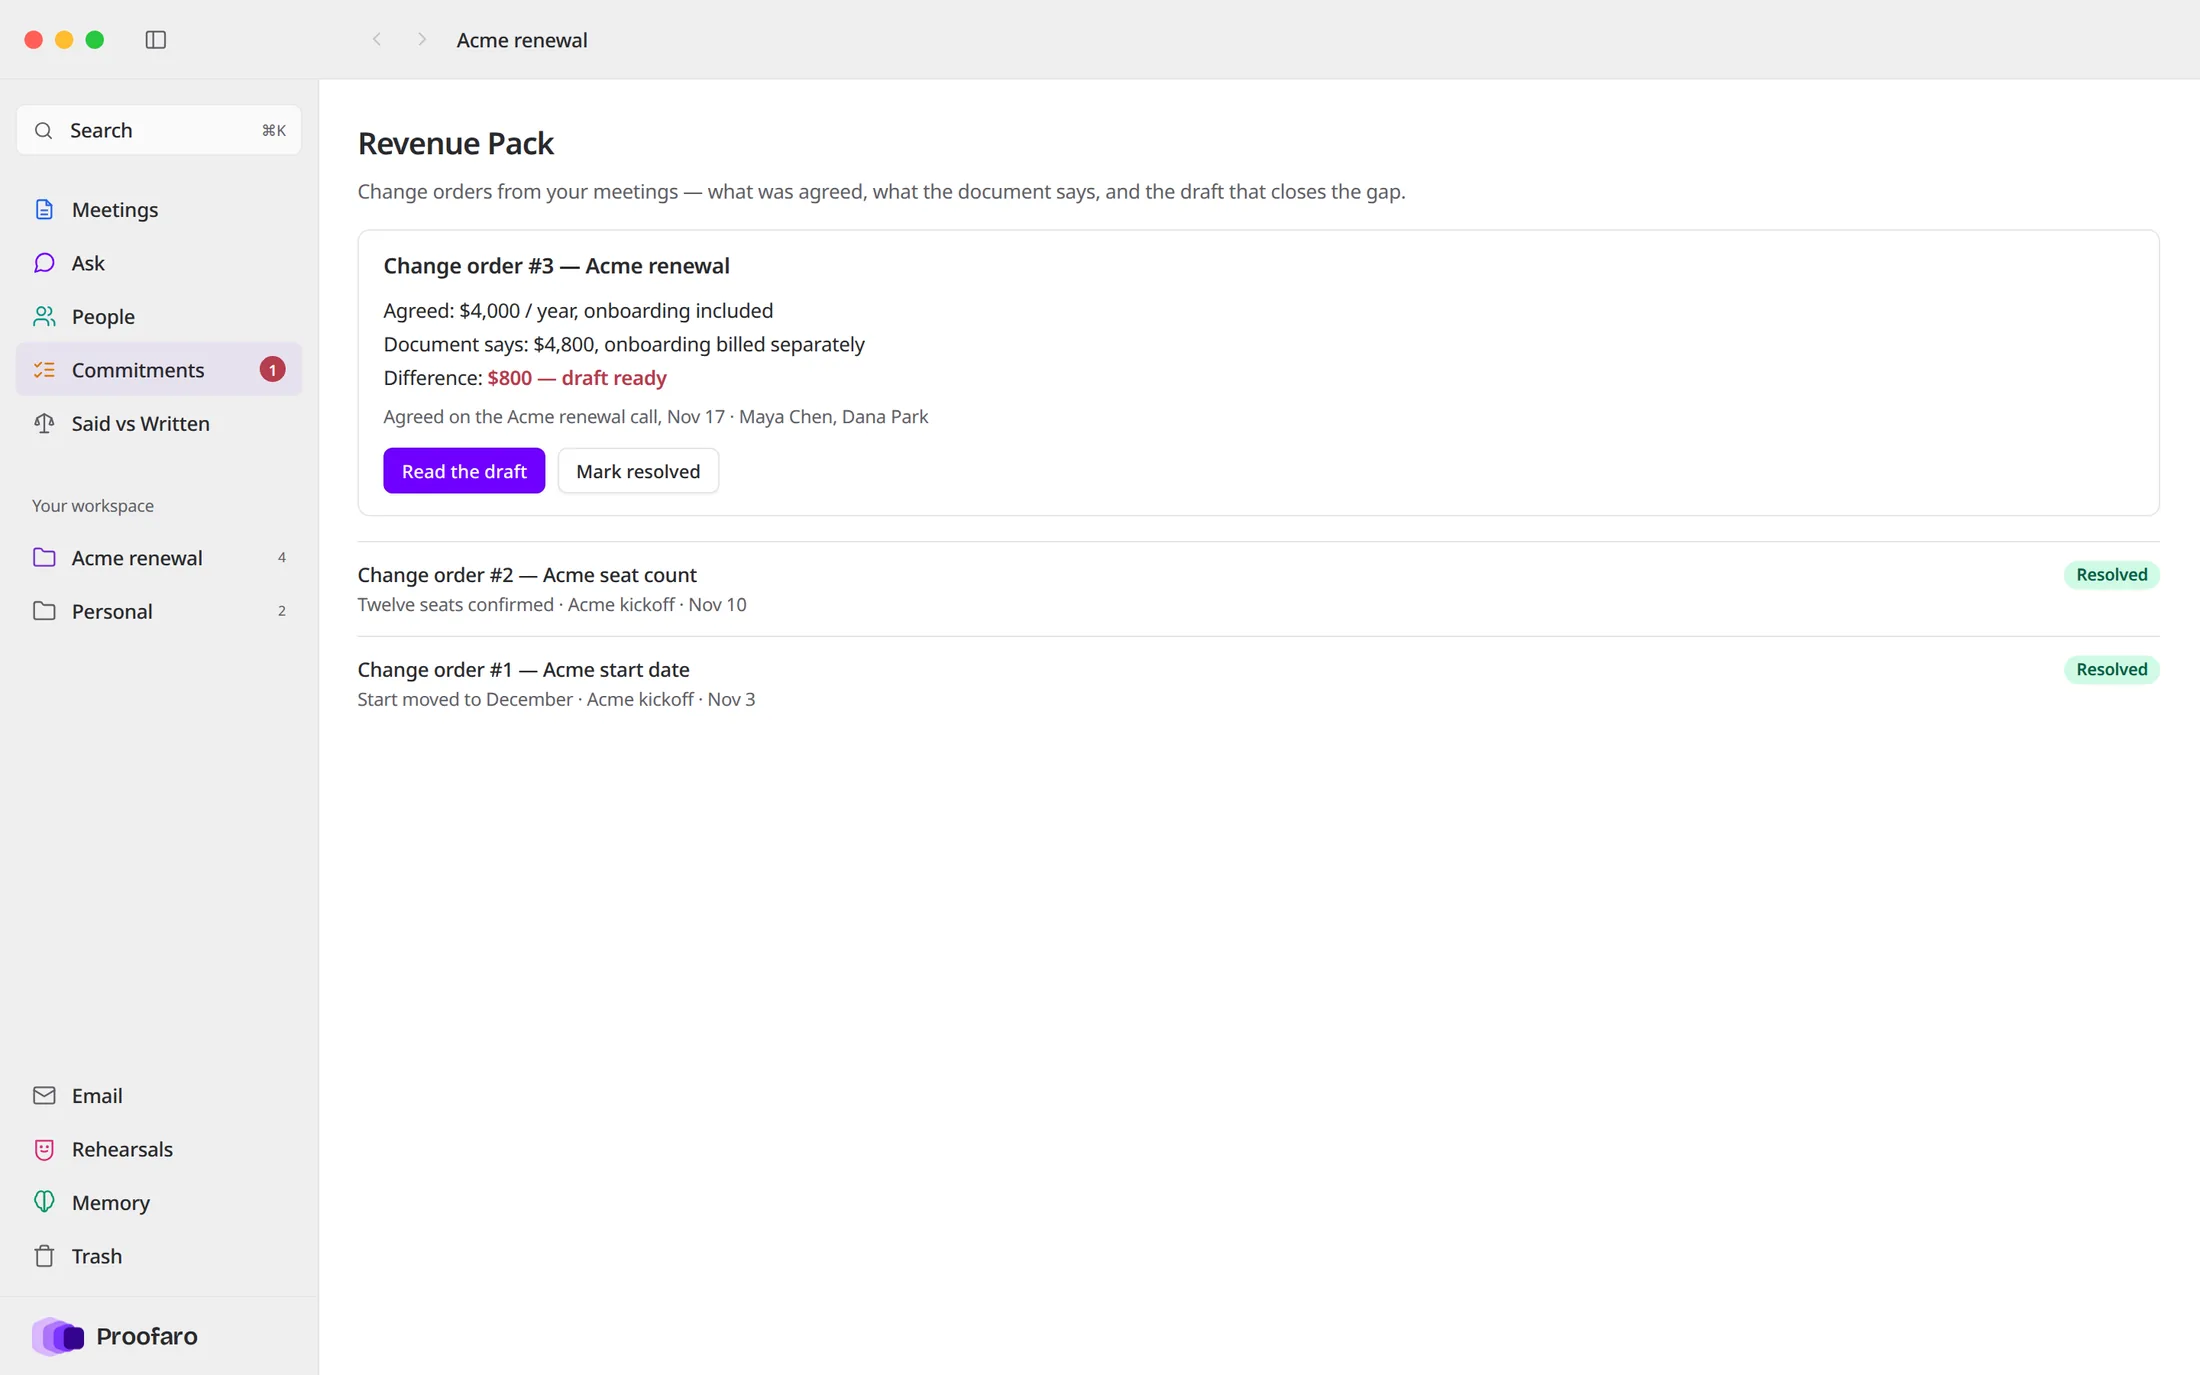 Acme renewal
Search ⌘K
Meetings
Ask
People
Commitments 1
Said vs Written
Your workspace
Acme renewal 4
Personal 2
Email
Rehearsals
Memory
Trash
Proofaro
Revenue Pack
Change orders from your meetings — what was agreed, what the document says, and the draft that closes the gap.
Change order #3 — Acme renewal
Agreed: $4,000 / year, onboarding included
Document says: $4,800, onboarding billed separately
Difference: $800 — draft ready
Agreed on the Acme renewal call, Nov 17 · Maya Chen, Dana Park
Read the draft Mark resolved
Change order #2 — Acme seat count Resolved
Twelve seats confirmed · Acme kickoff · Nov 10
Change order #1 — Acme start date Resolved
Start moved to December · Acme kickoff · Nov 3